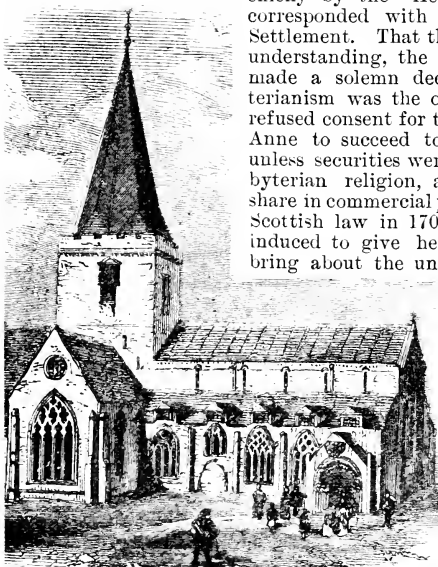 by the
corresponded with
Settlement. That th
understanding, the
made a solemn dec
terianism was the c
refused consent for t
Anne to succeed to
unless securities wer
byterian religion, a
share in commercial
Scottish law in 170
induced to give he
bring about the un